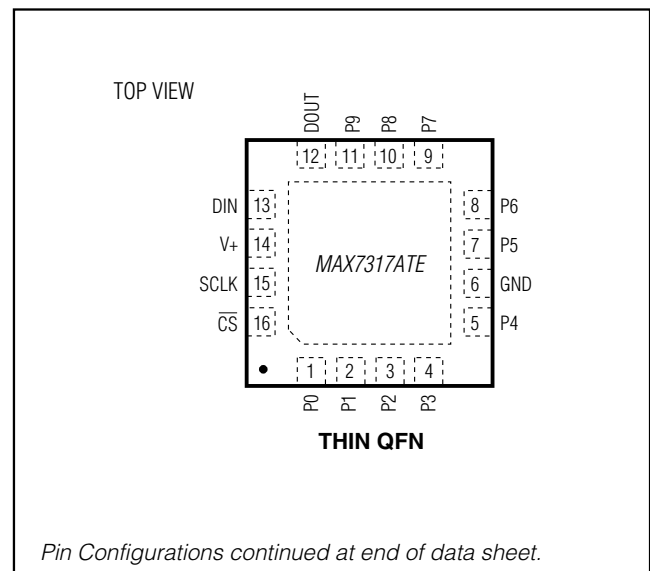 TOP VIEW
DOUT P9 P8 P7
12 11 10 9
DIN 13 8 P6
V+ 14 7 P5
MAX7317ATE
SCLK 15 6 GND
C̅S̅ 16 5 P4
1 2 3 4
P0 P1 P2 P3
THIN QFN
Pin Configurations continued at end of data sheet.